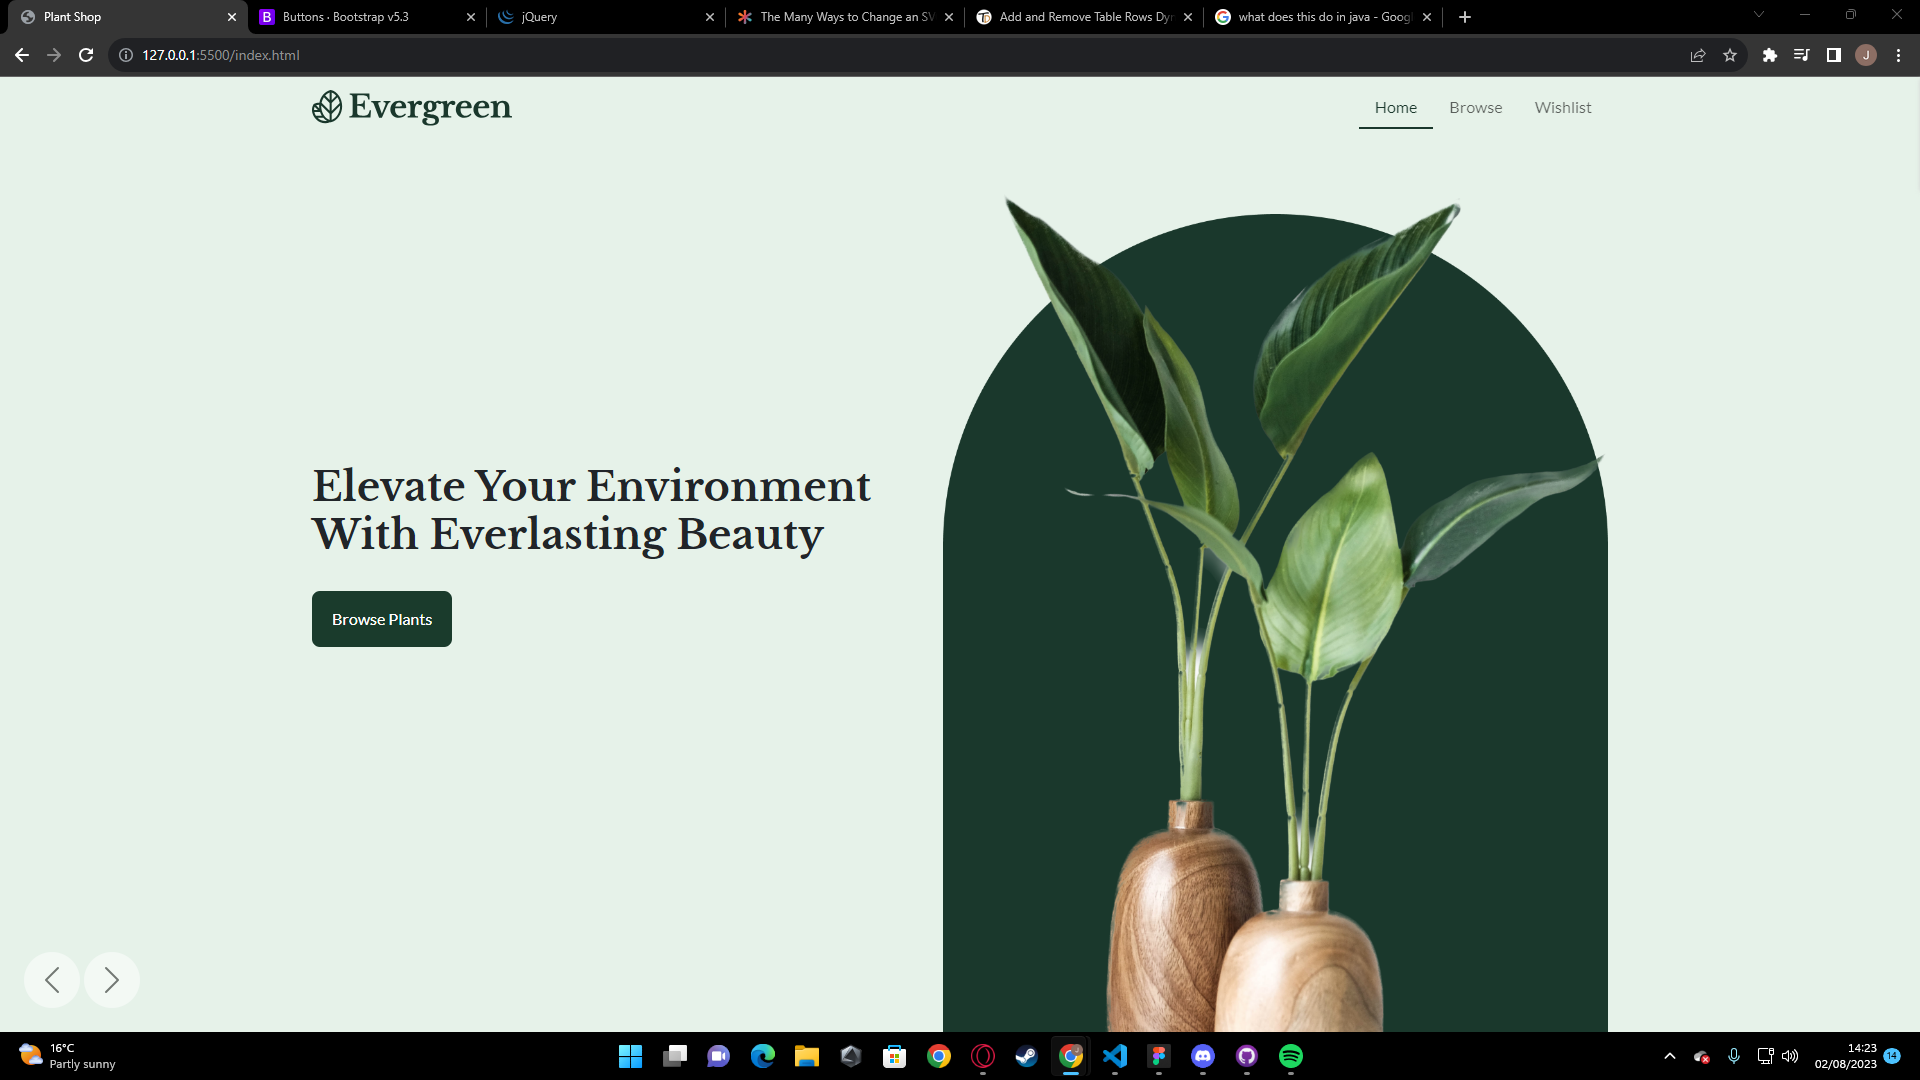 Plant Shop
Buttons · Bootstrap v5.3
jQuery
The Many Ways to Change an SV
Add and Remove Table Rows Dyn
what does this do in java - Googl
127.0.0.1:5500/index.html
J
Evergreen
Home
Browse
Wishlist
Elevate Your Environment
With Everlasting Beauty
Browse Plants
16°C
Partly sunny
14:23
02/08/2023
14